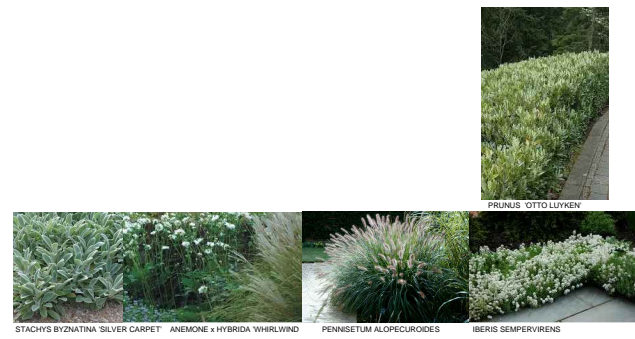 PRUNUS 'OTTO LUYKEN'
STACHYS BYZNATINA 'SILVER CARPET' ANEMONE x HYBRIDA 'WHIRLWIND PENNISETUM ALOPECUROIDES IBERIS SEMPERVIRENS